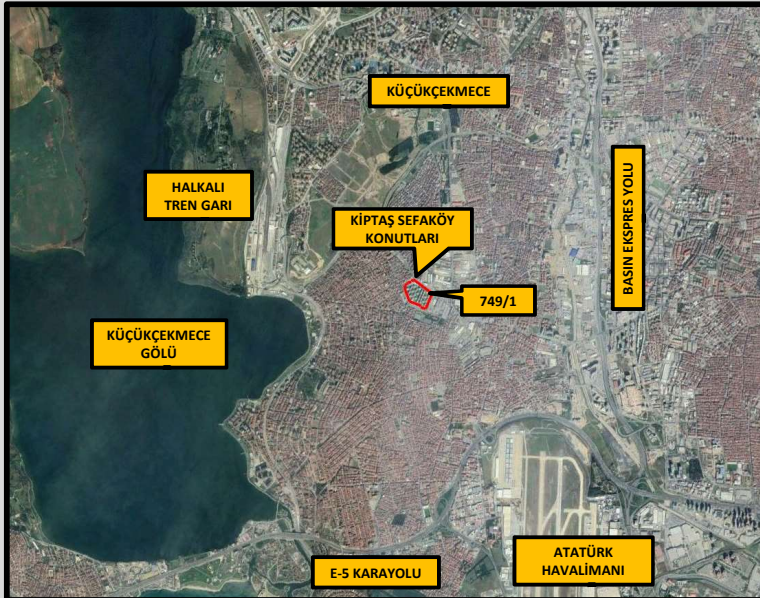 KÜÇÜKÇEKMECE
HALKALI
TREN GARI
KİPTAŞ SEFAKÖY
KONUTLARI
BASIN EKSPRES YOLU
749/1
KÜÇÜKÇEKMECE
GÖLÜ
E-5 KARAYOLU
ATATÜRK
HAVALİMANI